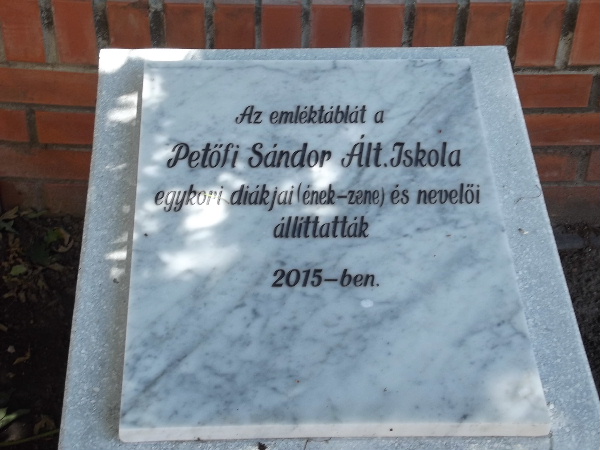 Az emléktáblát a
Petőfi Sándor Ált.Iskola
egykori diákjai (ének-zene) és nevelői
állíttatták
2015-ben.